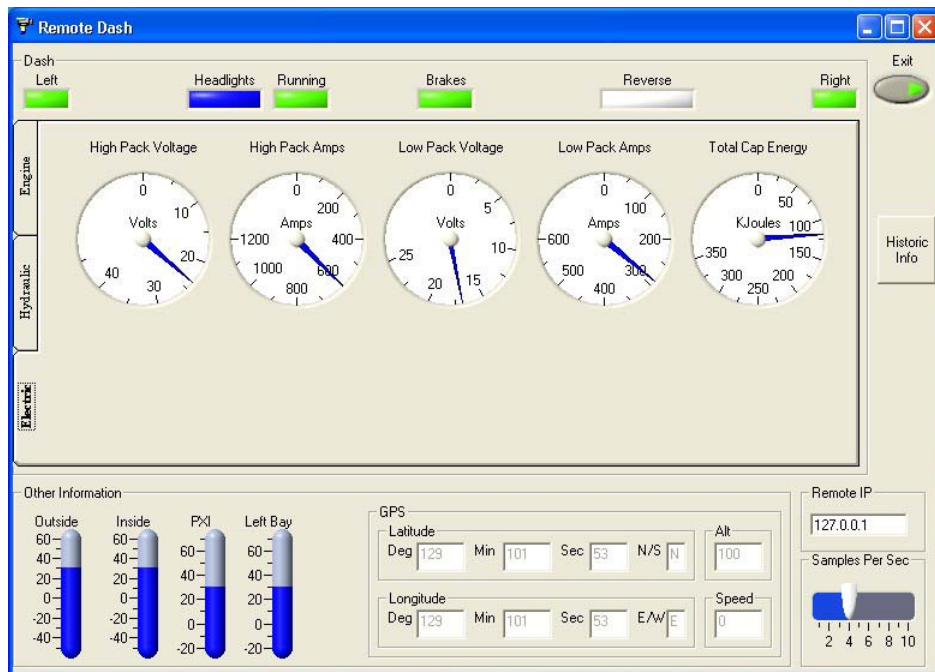 Remote Dash
Dash
Exit
Left Headlights Running Brakes Reverse Right
Engine
Hydraulic
Electric
High Pack Voltage High Pack Amps Low Pack Voltage Low Pack Amps Total Cap Energy
0 10 20 30 40
Volts
0 200 400 600 800 1000 1200
Amps
0 5 10 15 20 25
Volts
0 100 200 300 400 500 600
Amps
0 50 100 150 200 250 300 350
KJoules
Historic
Info
Other Information
Outside Inside PXI Left Bay
60 40 20 0 -20 -40
60 40 20 0 -20 -40
60 40 20 0 -20
60 40 20 0 -20
GPS
Latitude
Deg 129 Min 101 Sec 53 N/S N
Alt
100
Longitude
Deg 129 Min 101 Sec 53 E/W E
Speed
0
Remote IP
127.0.0.1
Samples Per Sec
2 4 6 8 10